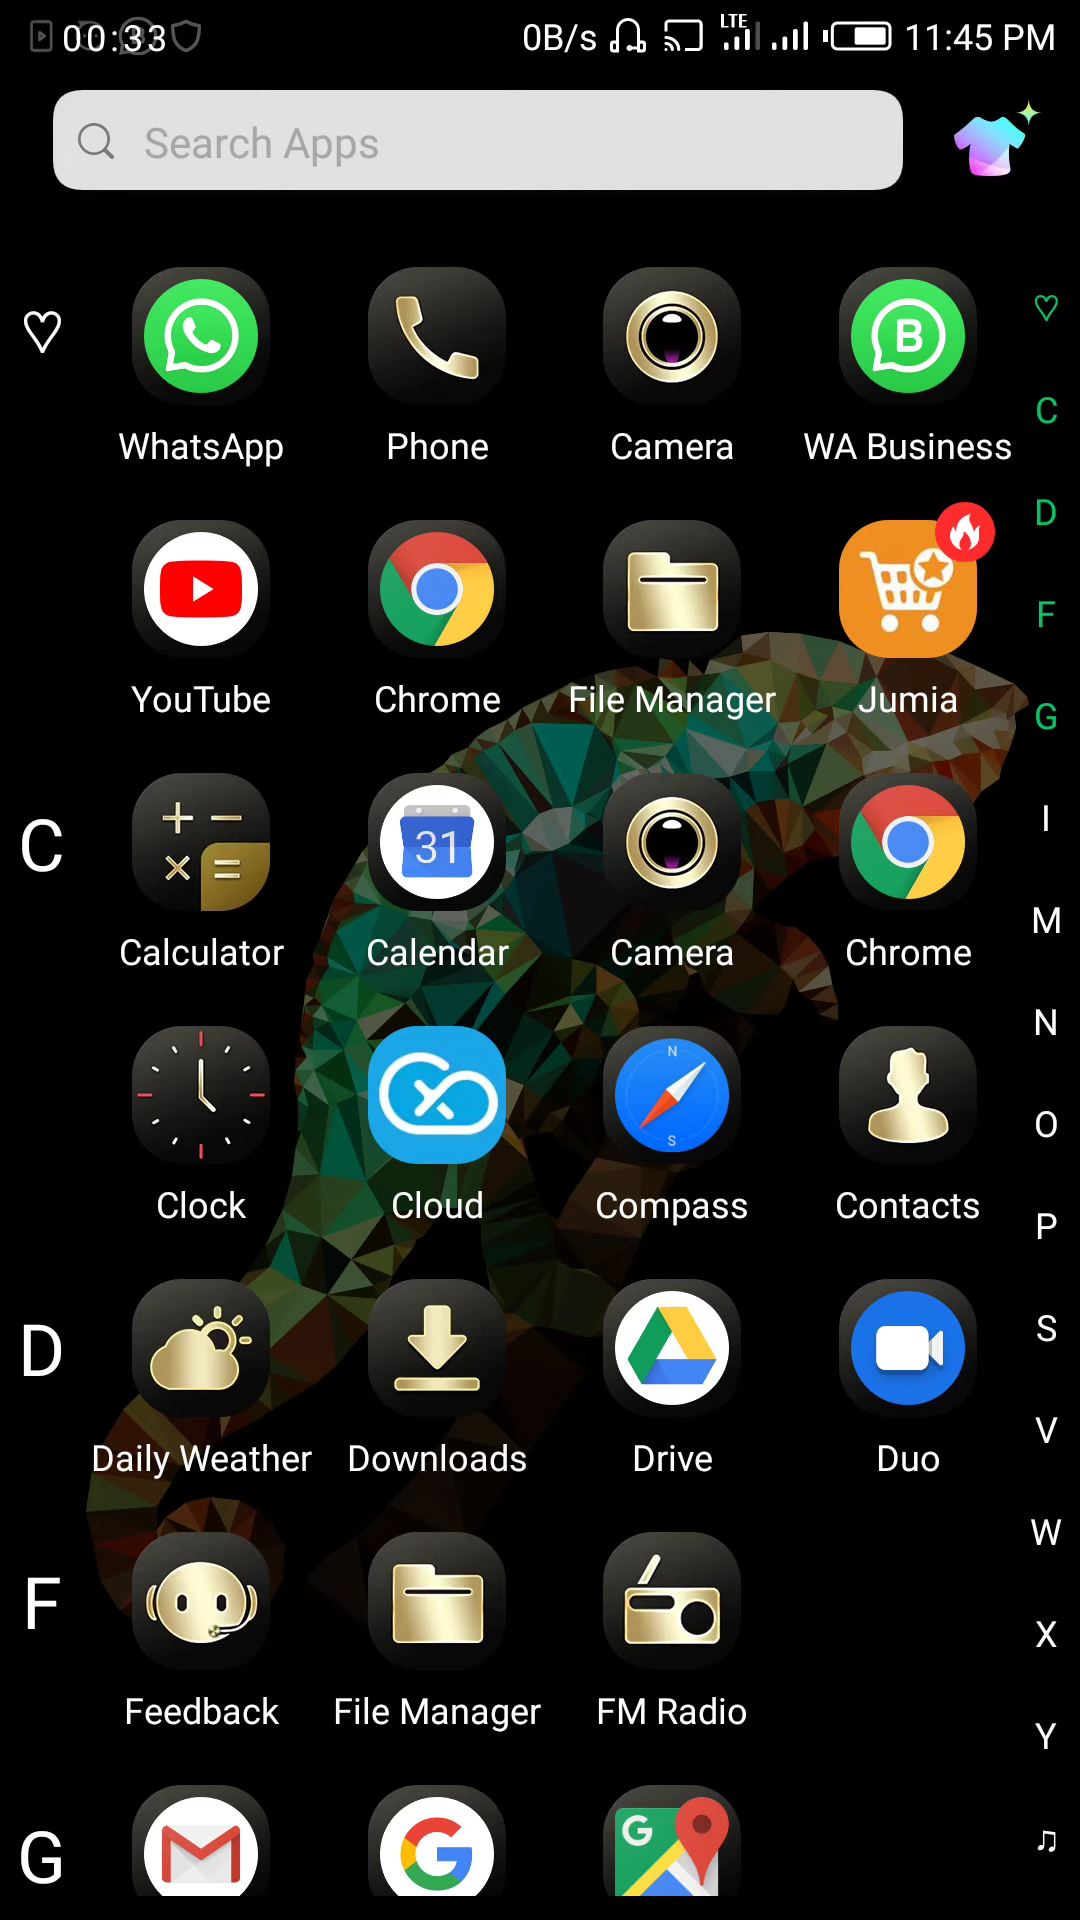 00:33 0B/s LTE 11:45 PM
Search Apps
♡ B ♡
WhatsApp Phone Camera WA Business
C
D
F
YouTube Chrome File Manager Jumia
G
I
C 31
M
Calculator Calendar Camera Chrome
N
N
S
O
Clock Cloud Compass Contacts
P
S
D
V
Daily Weather Downloads Drive Duo
W
F
X
Feedback File Manager FM Radio
Y
G G G ♫